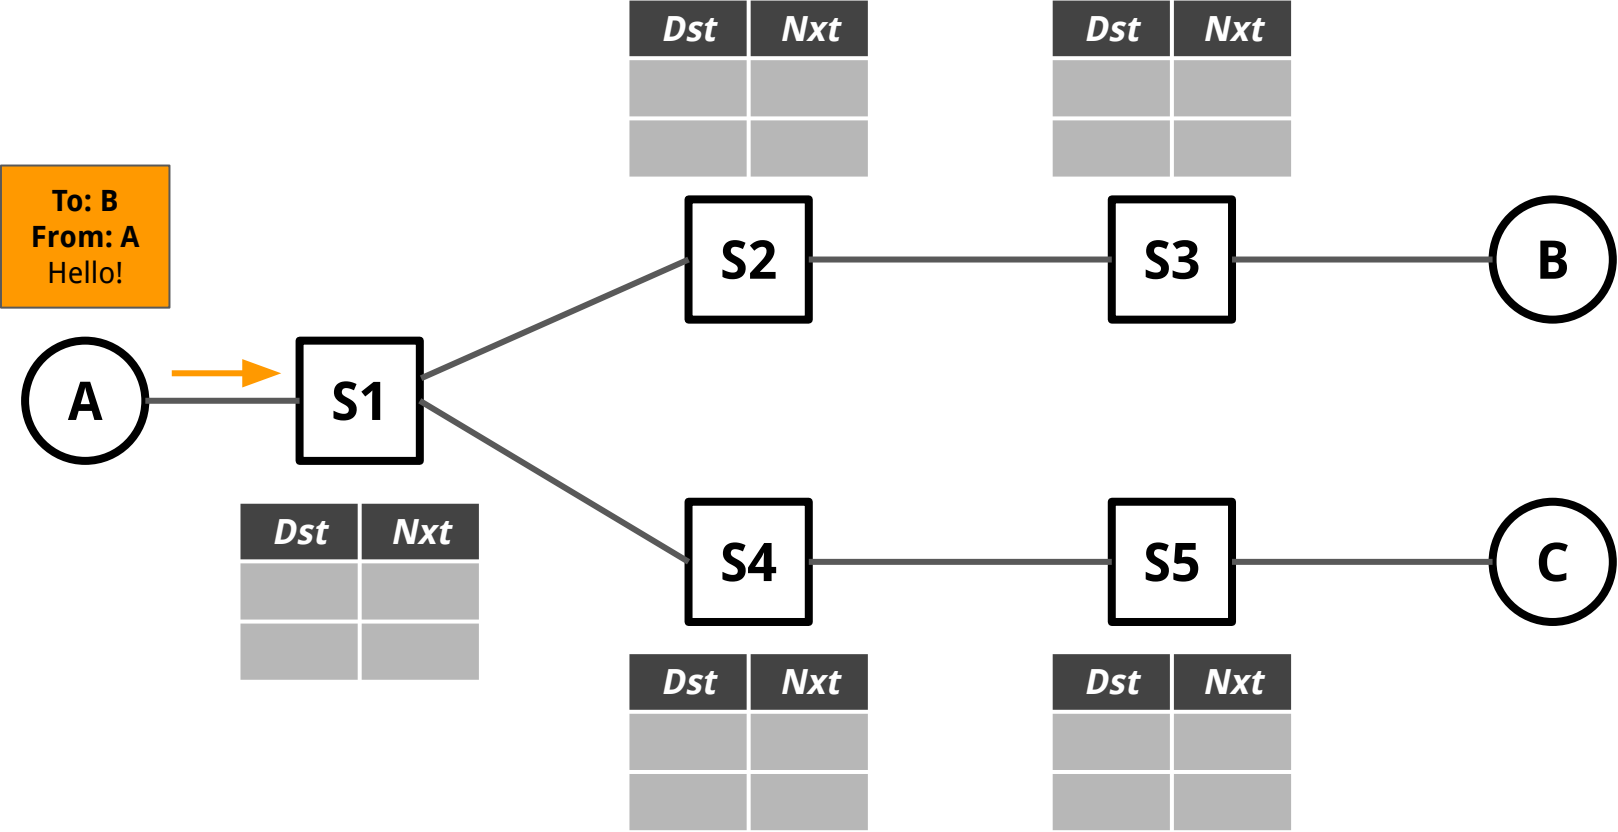 Dst Nxt
Dst Nxt
To: B
From: A
Hello!
S2
S3
B
A
S1
Dst Nxt
S4
S5
C
Dst Nxt
Dst Nxt